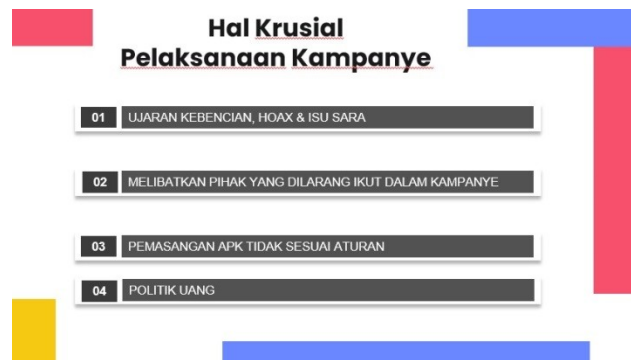 Hal Krusial
Pelaksanaan Kampanye
01 UJARAN KEBENCIAN, HOAX & ISU SARA
02 MELIBATKAN PIHAK YANG DILARANG IKUT DALAM KAMPANYE
03 PEMASANGAN APK TIDAK SESUAI ATURAN
04 POLITIK UANG